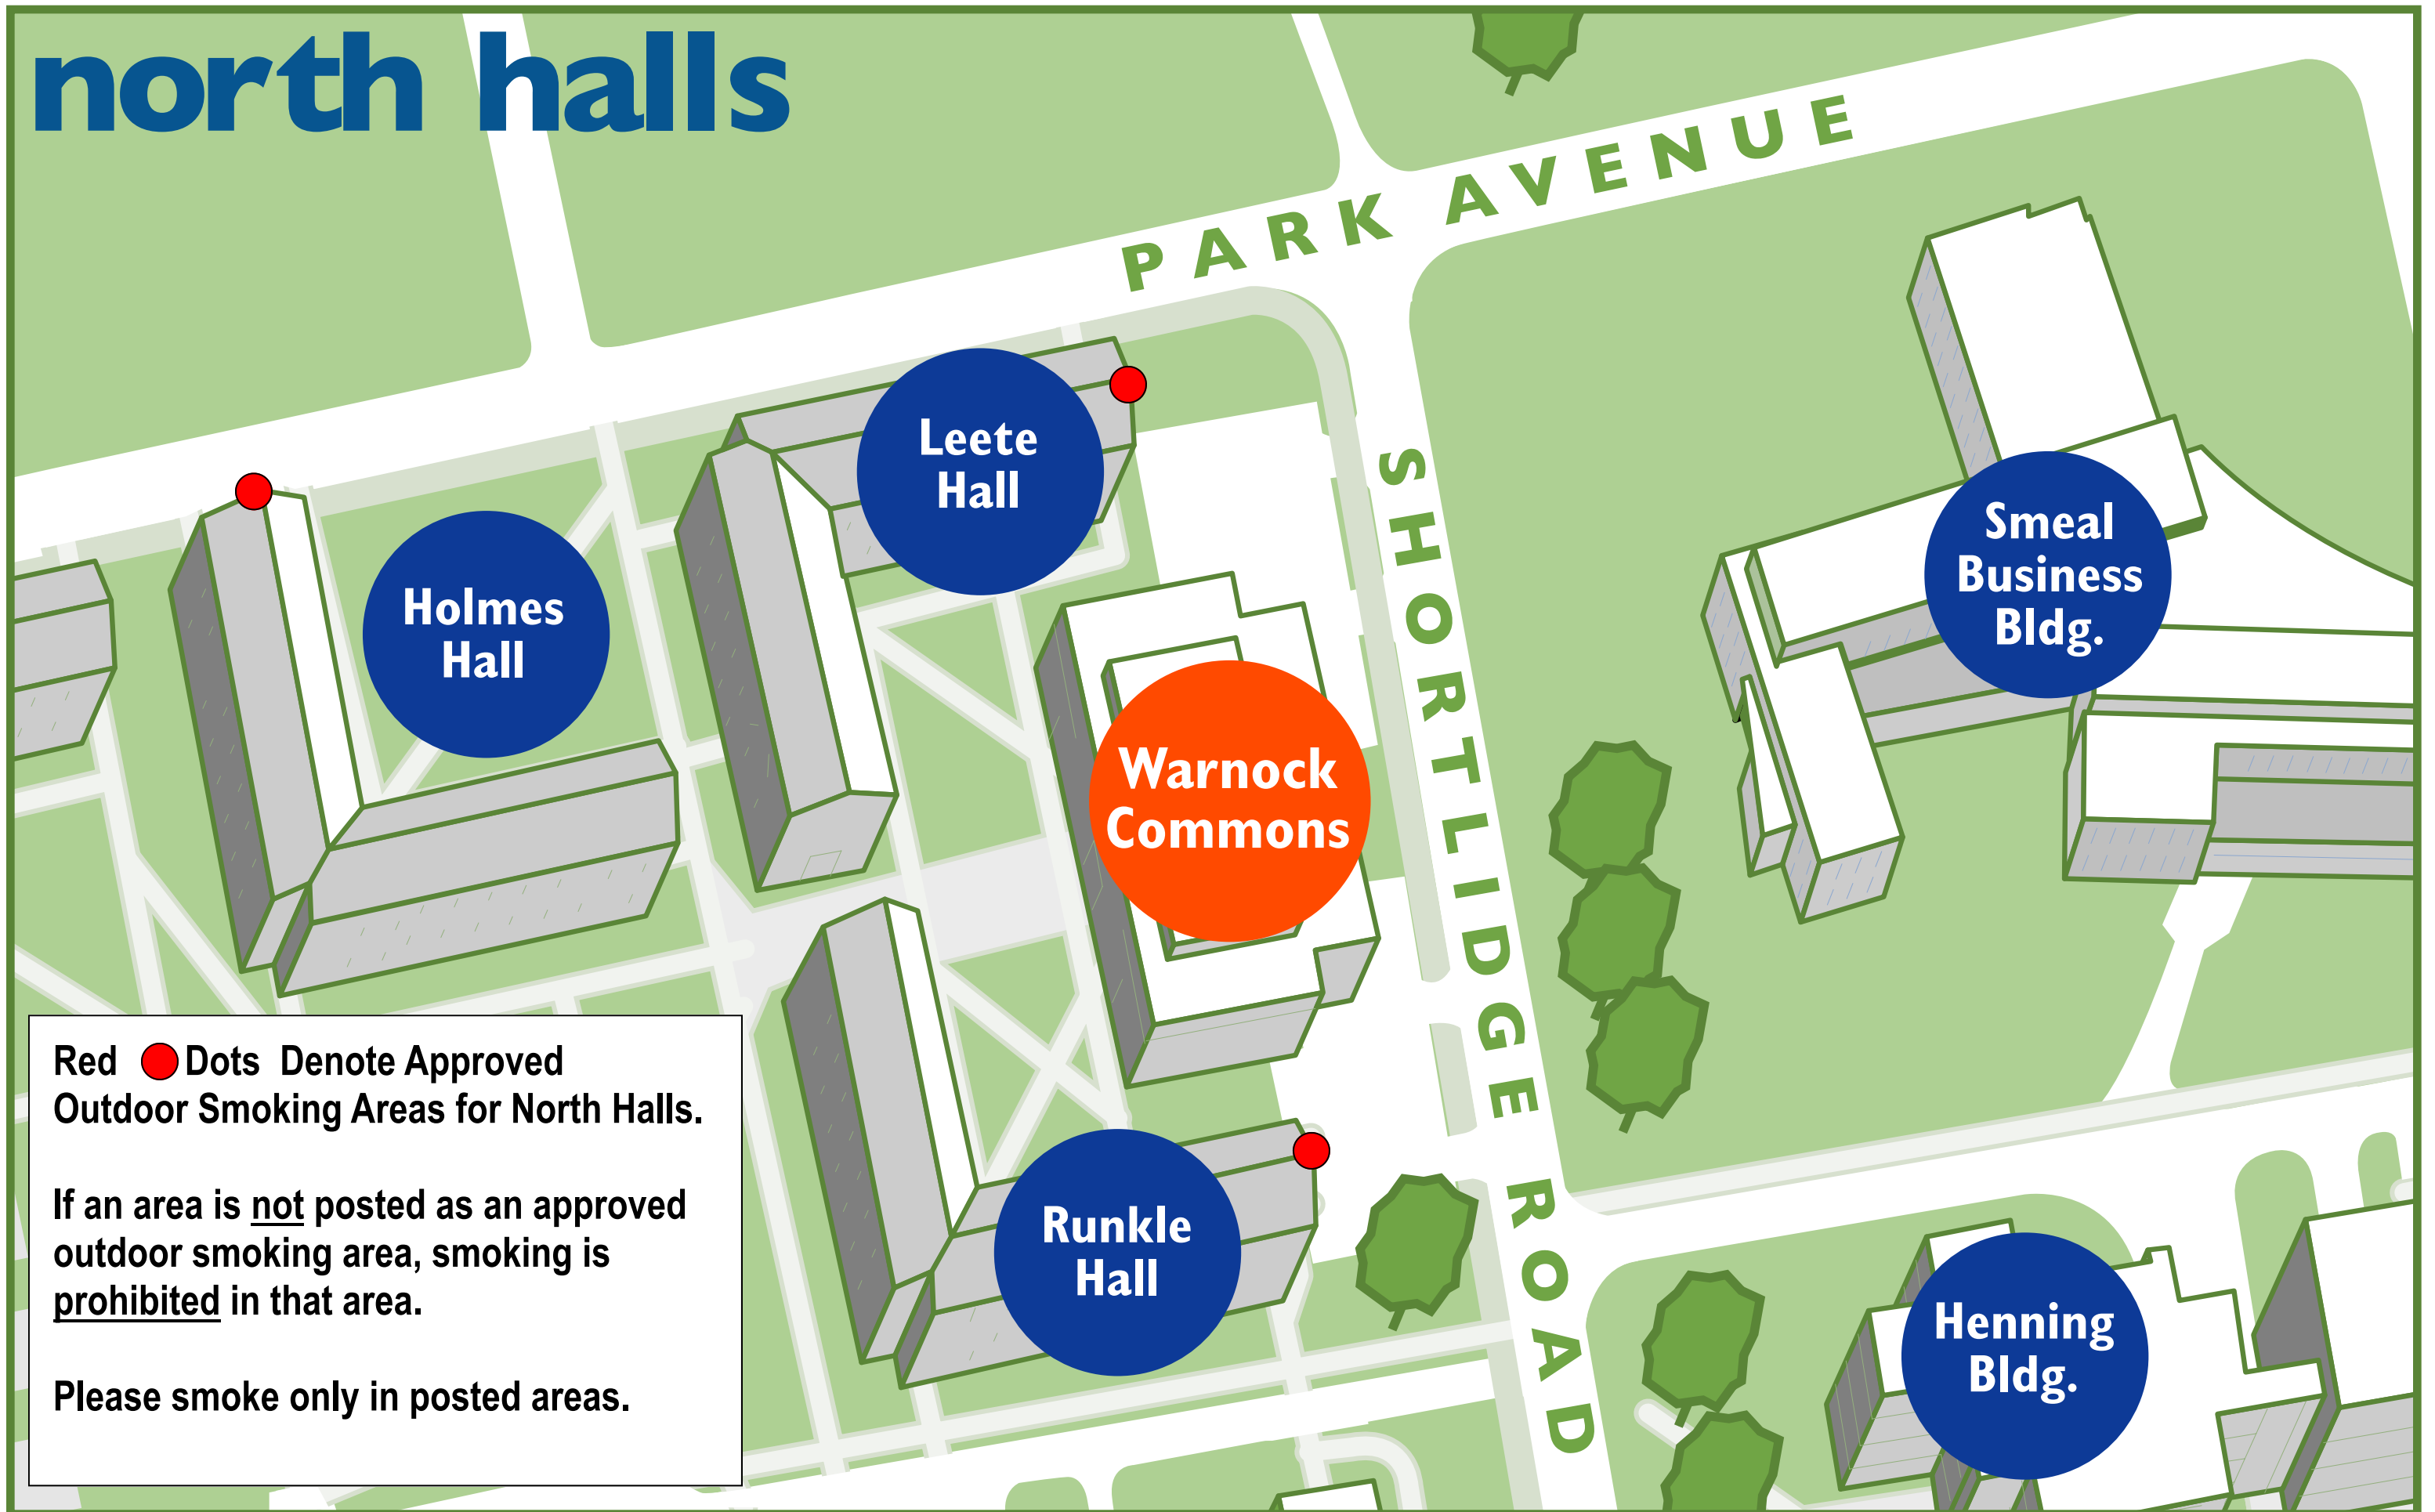 north halls
PARK AVENUE
SHORTLIDGE ROAD
Leete
Hall
Holmes
Hall
Smeal
Business
Bldg.
Warnock
Commons
Runkle
Hall
Henning
Bldg.
Red Dots Denote Approved
Outdoor Smoking Areas for North Halls.
If an area is not posted as an approved
outdoor smoking area, smoking is
prohibited in that area.
Please smoke only in posted areas.